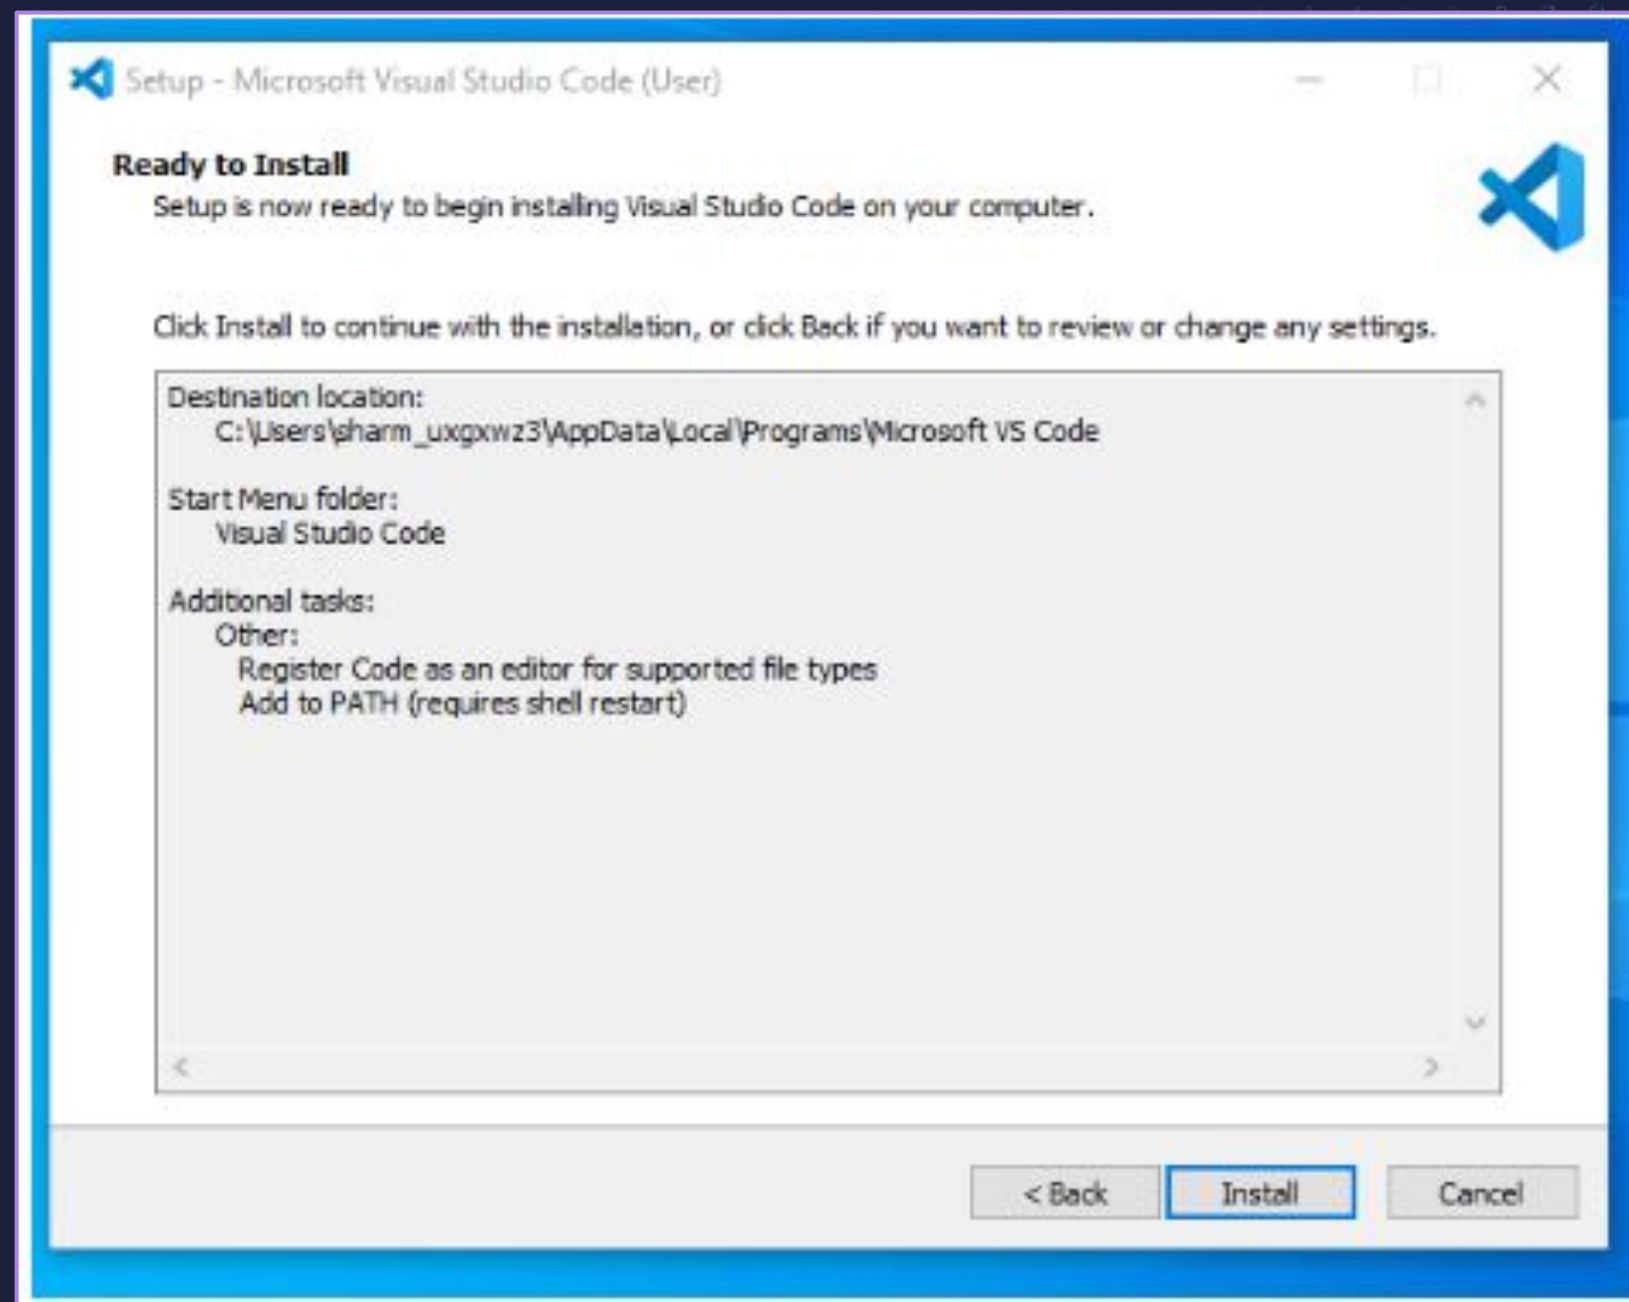 Setup - Microsoft Visual Studio Code (User)
Ready to Install
Setup is now ready to begin installing Visual Studio Code on your computer.
Click Install to continue with the installation, or click Back if you want to review or change any settings.
Destination location:
C:\Users\sharm_uxgxwz3\AppData\Local\Programs\Microsoft VS Code
Start Menu folder:
Visual Studio Code
Additional tasks:
Other:
Register Code as an editor for supported file types
Add to PATH (requires shell restart)
< Back
Install
Cancel